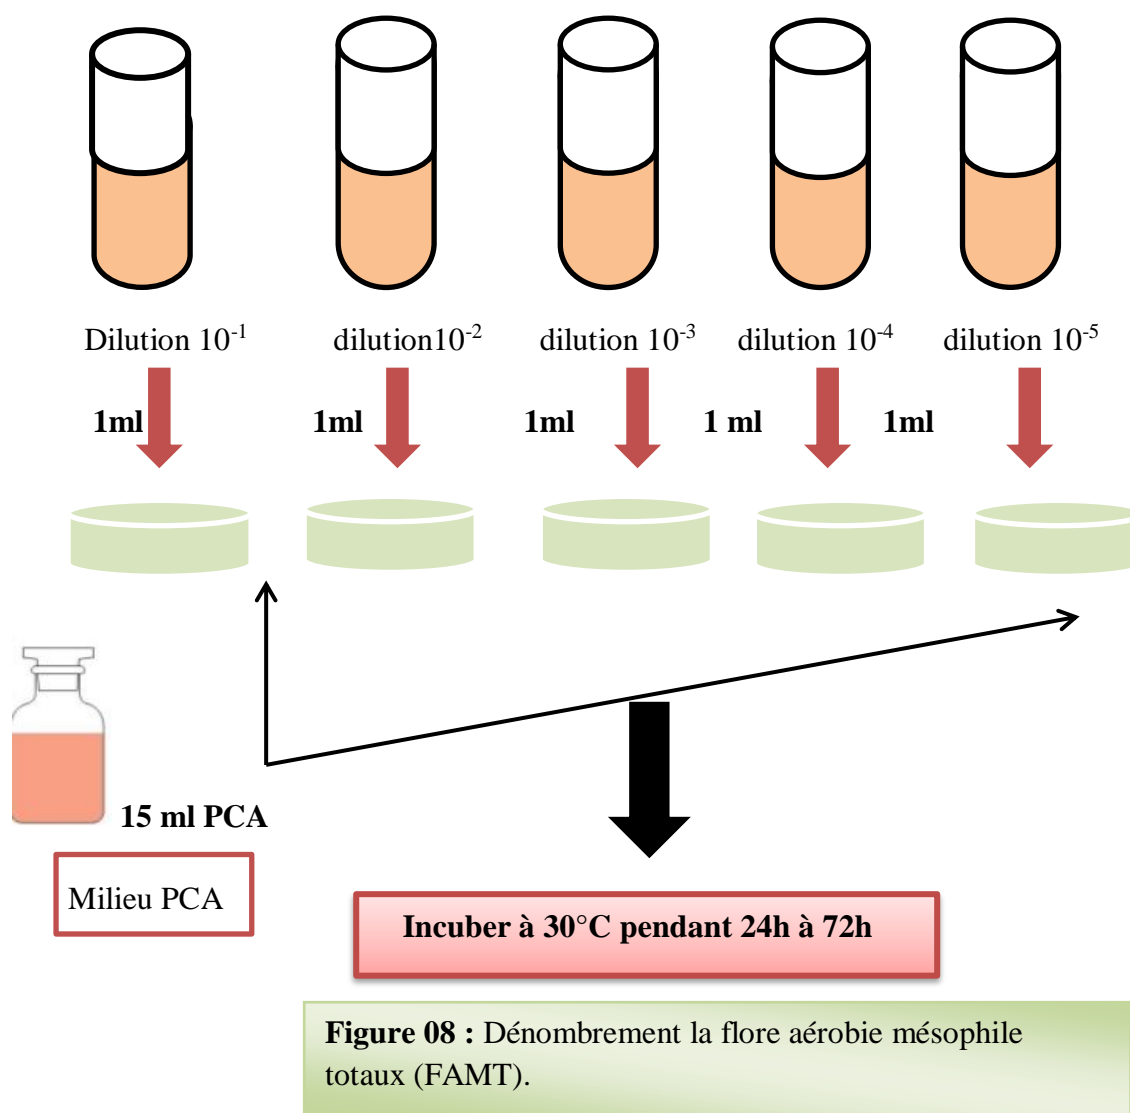 Dilution 10⁻¹ dilution10⁻² dilution 10⁻³ dilution 10⁻⁴ dilution 10⁻⁵
1ml 1ml 1ml 1 ml 1ml
15 ml PCA
Milieu PCA
Incuber à 30°C pendant 24h à 72h
Figure 08 : Dénombrement la flore aérobie mésophile
totaux (FAMT).